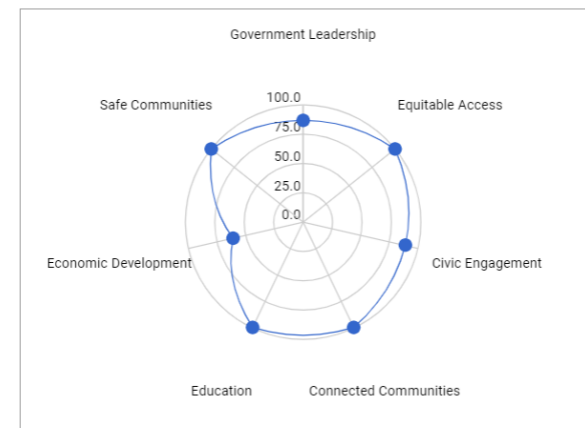 Government Leadership
100.0
Safe Communities
Equitable Access
75.0
50.0
25.0
0.0
Economic Development
Civic Engagement
Education
Connected Communities